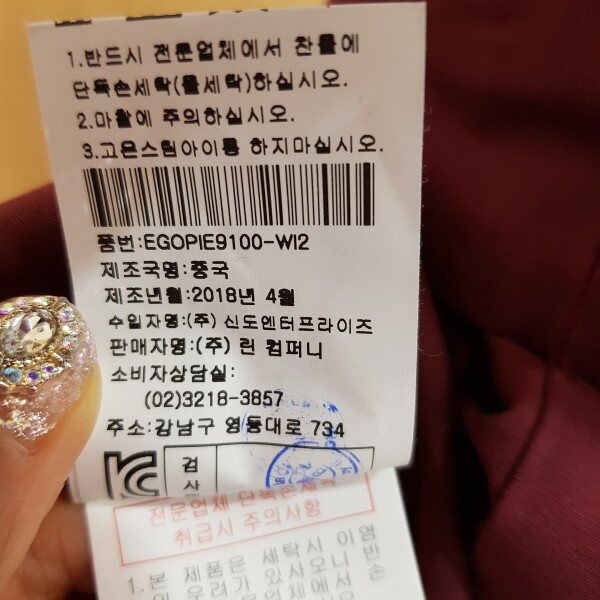 1.반드시 전문업체에서 찬물에
단독손세탁(물세탁)하십시오.
2.마찰에 주의하십시오.
3.고온스팀아이롱 하지마십시오.
품번:EGOPIE9100-WI2
제조국명:중국
제조년월:2018년 4월
수입자명:(주) 신도엔터프라이즈
판매자명:(주) 린 컴퍼니
소비자상담실:
(02)3218-3857
주소:강남구 영동대로 734
검
사
전문업체 단독손세탁
취급시 주의사항
1. 본 제품은 세탁시 이염